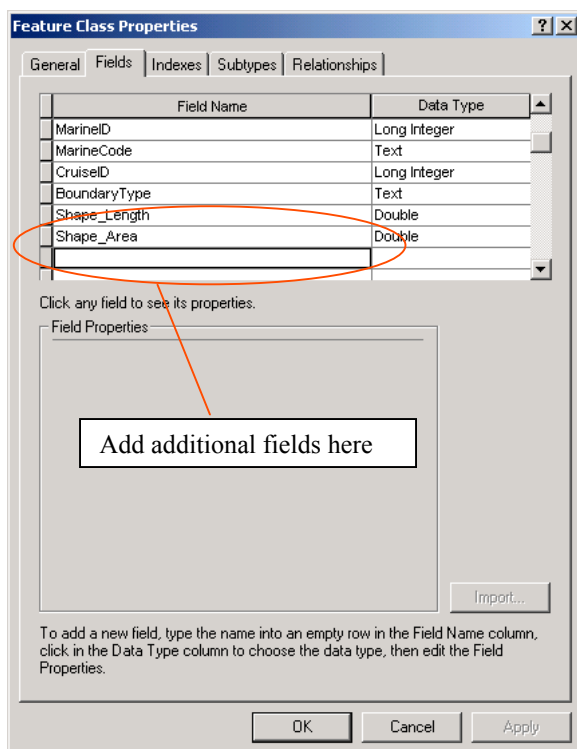 Feature Class Properties
General Fields Indexes Subtypes Relationships
Field Name Data Type
MarineID Long Integer
MarineCode Text
CruiseID Long Integer
BoundaryType Text
Shape_Length Double
Shape_Area Double
Click any field to see its properties.
Field Properties
Add additional fields here
Import...
To add a new field, type the name into an empty row in the Field Name column,
click in the Data Type column to choose the data type, then edit the Field
Properties.
OK Cancel Apply